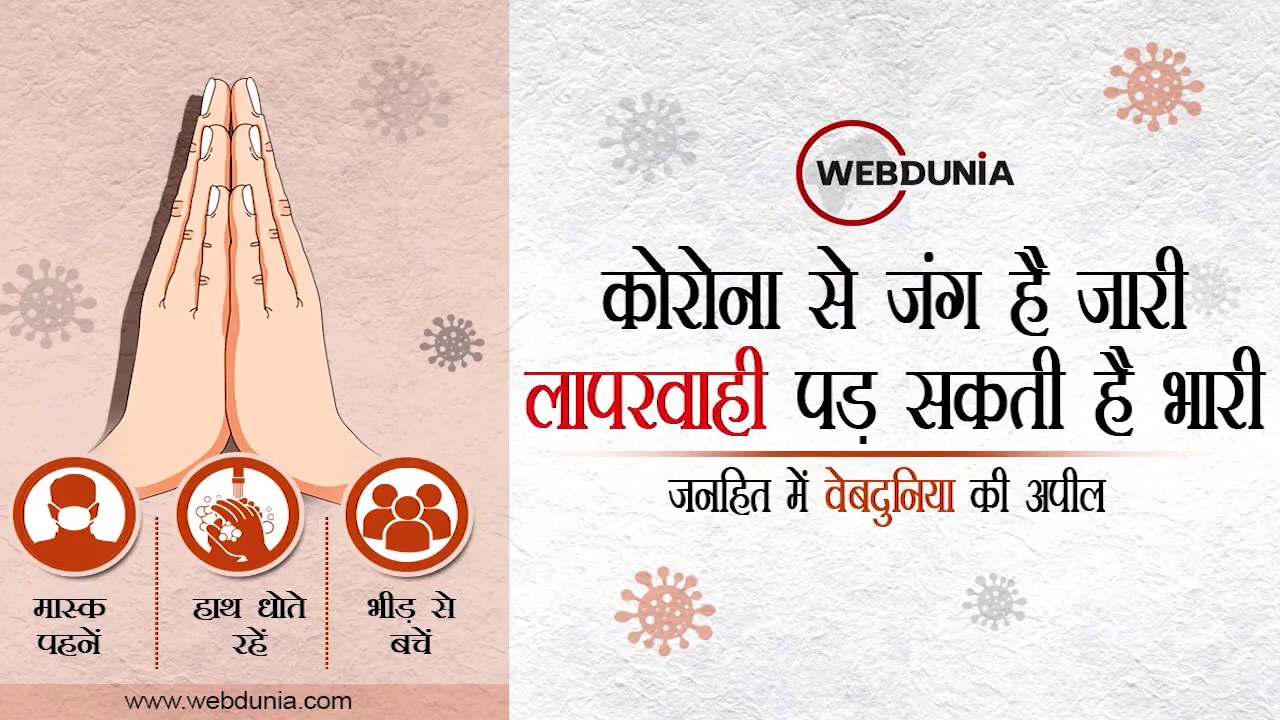 WEBDUNIA
कोरोना से जंग है जारी
लापरवाही पड़ सकती है भारी
जनहित में वेबदुनिया की अपील
मास्क
पहनें
हाथ धोते
रहें
भीड़ से
बचें
www.webdunia.com